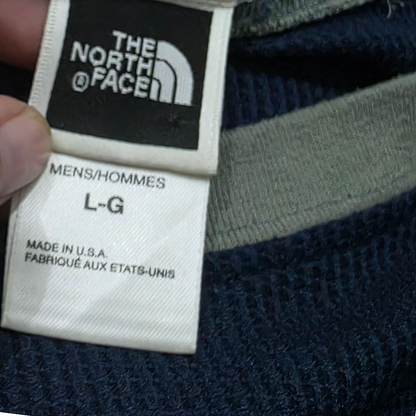 THE
NORTH
®FACE
MENS/HOMMES
L-G
MADE IN U.S.A.
FABRIQUÉ AUX ETATS-UNIS